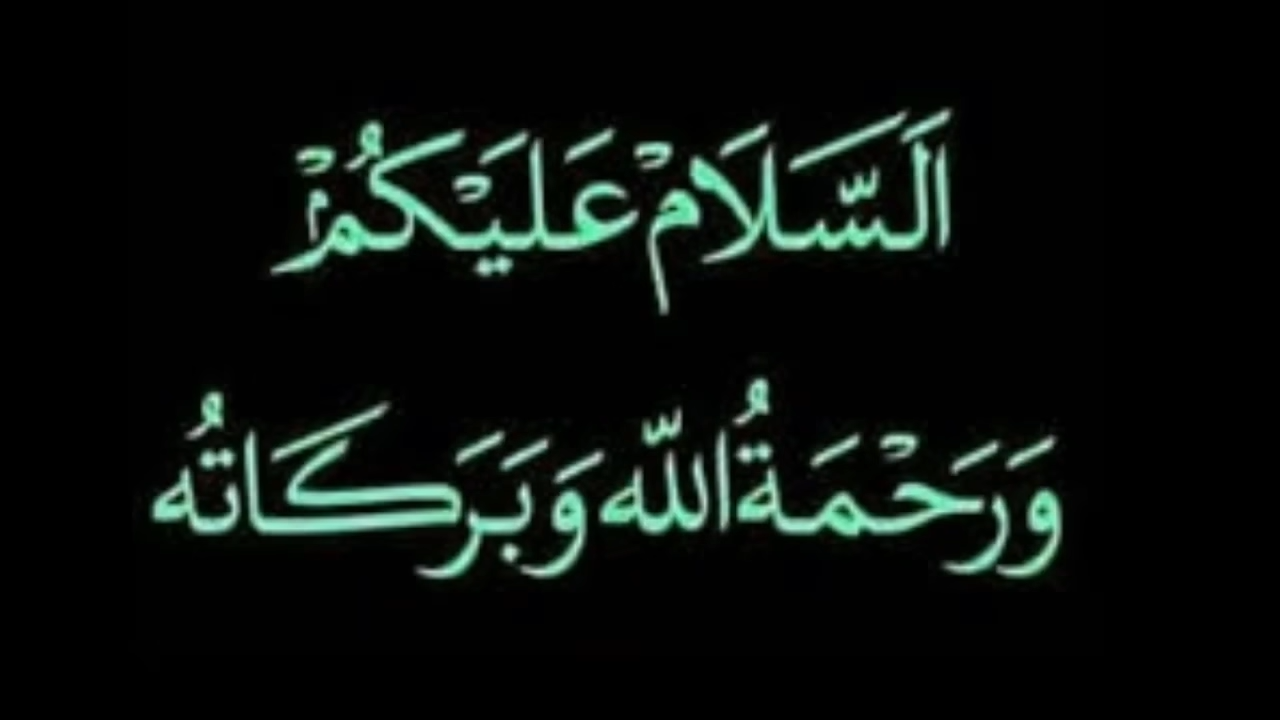 اَلسَّلَامْ عَلَيْكُمْ
وَرَحْمَةُ اللّه وَبَرَكَاتُه